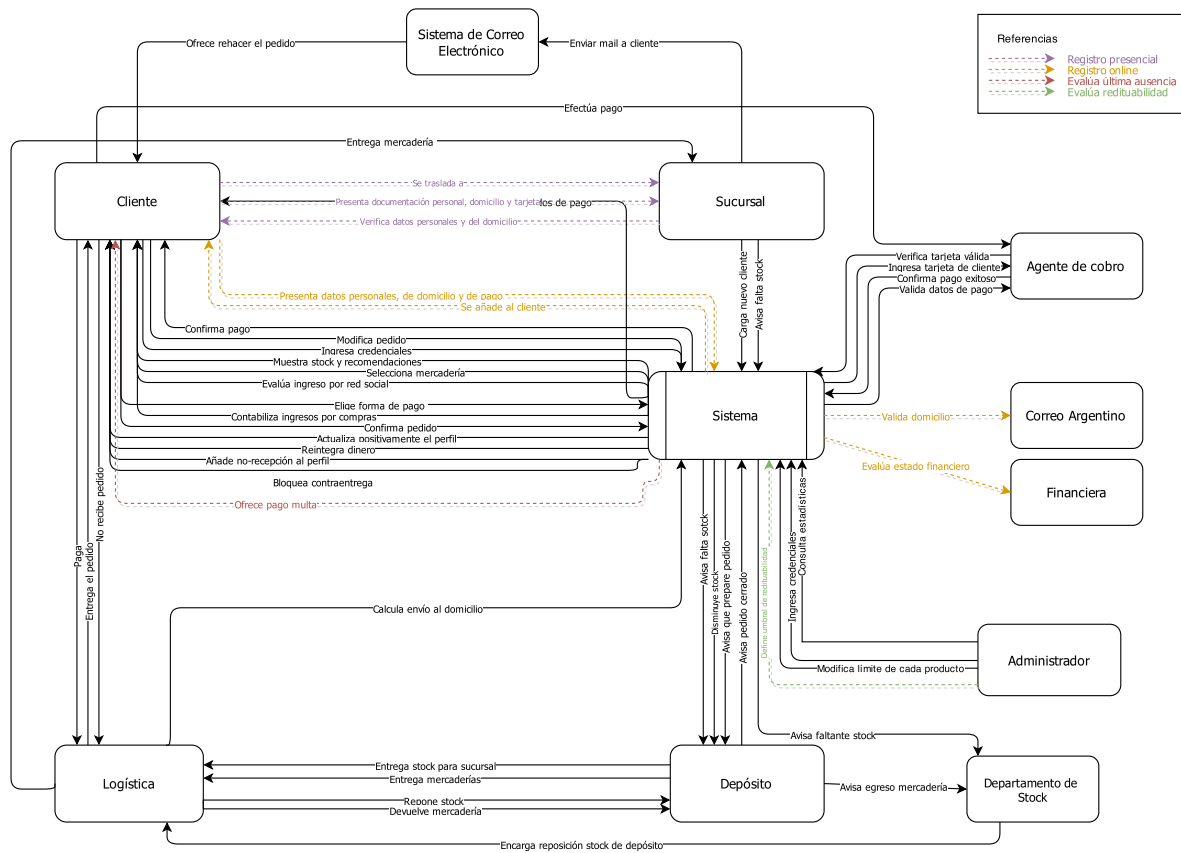 Sistema de Correo
Electrónico
Ofrece rehacer el pedido
Enviar mail a cliente
Referencias
Registro presencial
Registro online
Evalúa última ausencia
Evalúa redituabilidad
Efectúa pago
Entrega mercadería
Cliente
Sucursal
Se traslada a
Presenta documentación personal, domicilio y tarjeta
los de pago
Verifica datos personales y del domicilio
Agente de cobro
Verifica tarjeta válida
Ingresa tarjeta de cliente
Confirma pago exitoso
Valida datos de pago
Carga nuevo cliente
Avisa falta stock
Presenta datos personales, de domicilio y de pago
Se añade al cliente
Confirma pago
Modifica pedido
Ingresa credenciales
Muestra stock y recomendaciones
Selecciona mercadería
Evalúa ingreso por red social
Elige forma de pago
Contabiliza ingresos por compras
Confirma pedido
Actualiza positivamente el perfil
Reintegra dinero
Añade no-recepción al perfil
Bloquea contraentrega
Ofrece pago multa
Sistema
Valida domicilio
Correo Argentino
Evalúa estado financiero
Financiera
Paga
Entrega el pedido
No recibe pedido
Avisa falta sotck
Disminuye stock
Avisa que prepare pedido
Avisa pedido cerrado
Define umbral de redituabilidad
Ingresa credenciales
Consulta estadísticas
Calcula envío al domicilio
Administrador
Modifica límite de cada producto
Avisa faltante stock
Logística
Entrega stock para sucursal
Entrega mercaderías
Repone stock
Devuelve mercadería
Depósito
Avisa egreso mercadería
Departamento de
Stock
Encarga reposición stock de depósito